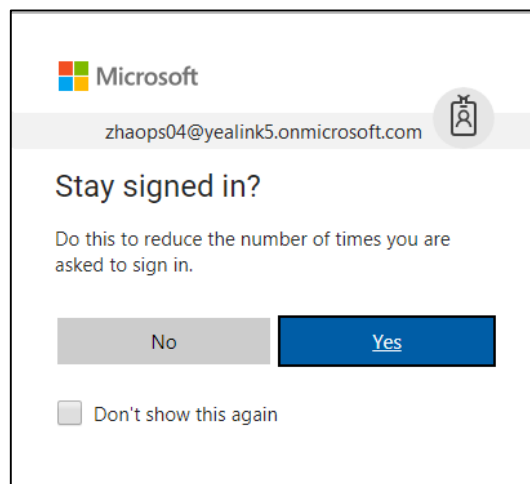 Microsoft
zhaops04@yealink5.onmicrosoft.com
Stay signed in?
Do this to reduce the number of times you are
asked to sign in.
No
Yes
Don't show this again